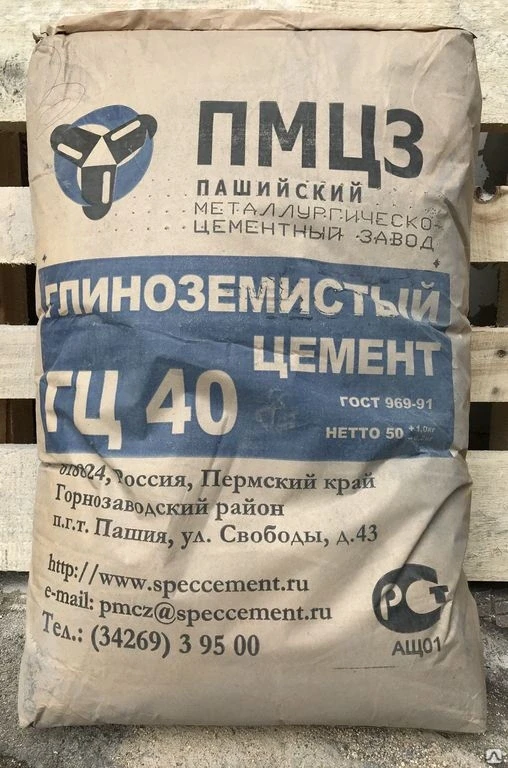 ПМЦЗ
ПАШИЙСКИЙ
МЕТАЛЛУРГИЧЕСКО-
ЦЕМЕНТНЫЙ ЗАВОД
ГЛИНОЗЕМИСТЫЙ
ЦЕМЕНТ
ГЦ 40
ГОСТ 969-91
НЕТТО 50
618824, Россия, Пермский край
Горнозаводский район
п.г.т. Пашия, ул. Свободы, д.43
http://www.speccement.ru
e-mail: pmcz@speccement.ru
Тел.: (34269) 3 95 00
РСТ
АЩ01